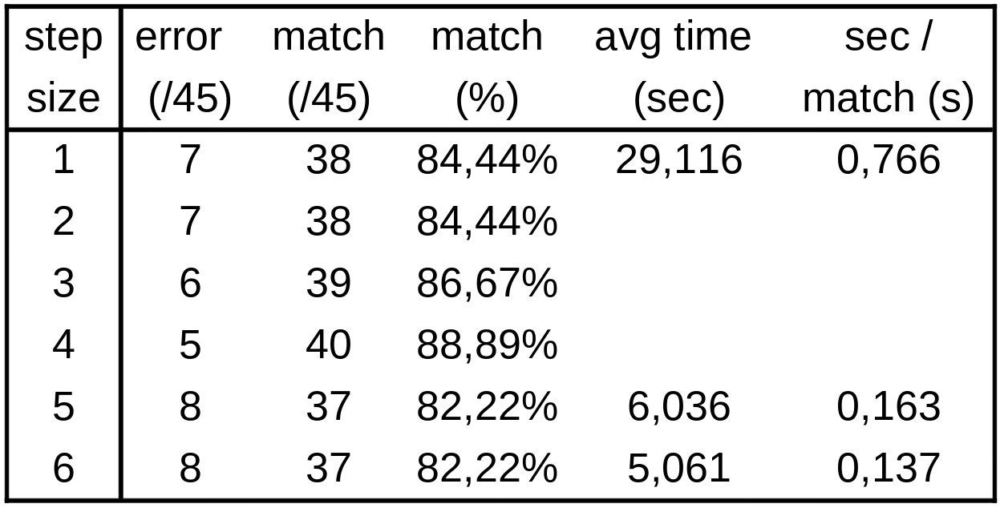 step error match match avg time sec /
size (/45) (/45) (%) (sec) match (s)
1 7 38 84,44% 29,116 0,766
2 7 38 84,44%
3 6 39 86,67%
4 5 40 88,89%
5 8 37 82,22% 6,036 0,163
6 8 37 82,22% 5,061 0,137